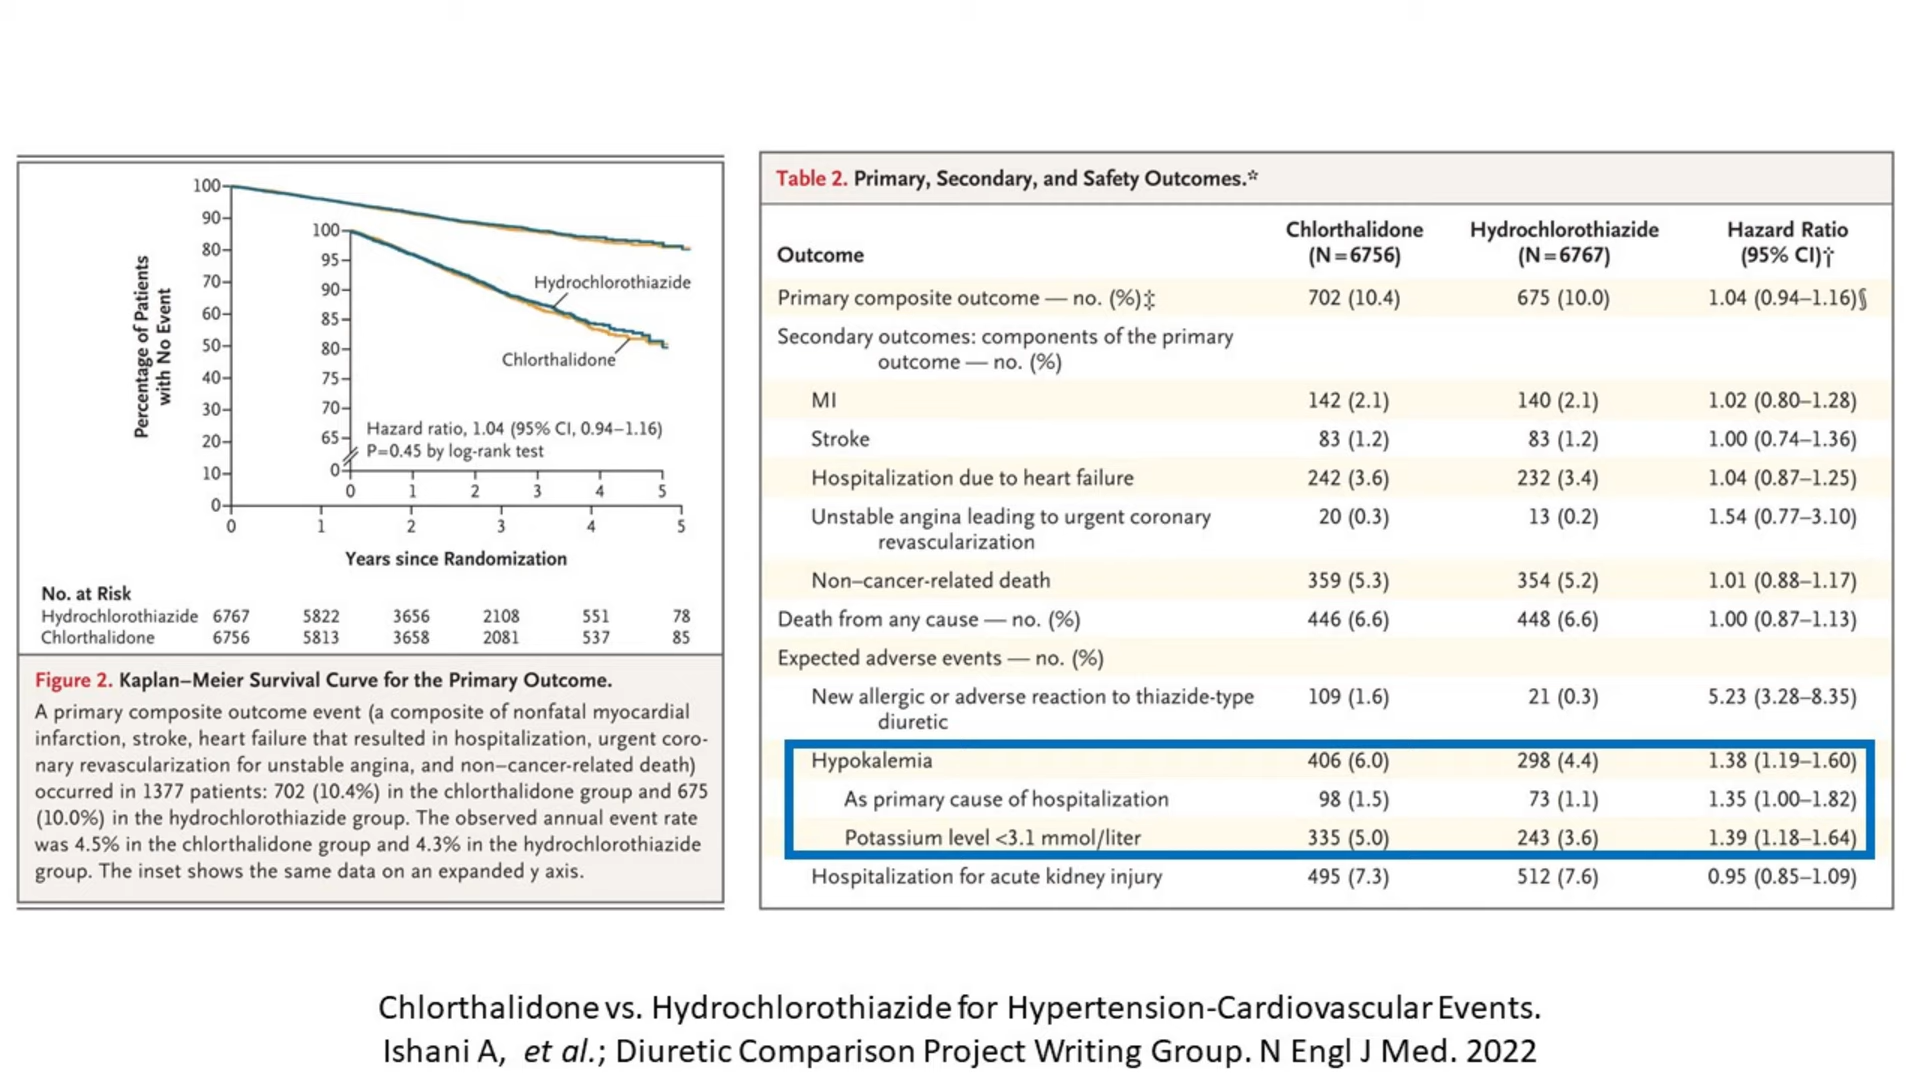 100
90
80
70
60
50
40
30
20
10
0
Percentage of Patients
with No Event
100
95
90
85
80
75
70
65
0
Hydrochlorothiazide
Chlorthalidone
Hazard ratio, 1.04 (95% CI, 0.94–1.16)
P=0.45 by log-rank test
0 1 2 3 4 5
0 1 2 3 4 5
Years since Randomization
No. at Risk
Hydrochlorothiazide 6767 5822 3656 2108 551 78
Chlorthalidone 6756 5813 3658 2081 537 85
Figure 2. Kaplan–Meier Survival Curve for the Primary Outcome.
A primary composite outcome event (a composite of nonfatal myocardial
infarction, stroke, heart failure that resulted in hospitalization, urgent coro-
nary revascularization for unstable angina, and non–cancer-related death)
occurred in 1377 patients: 702 (10.4%) in the chlorthalidone group and 675
(10.0%) in the hydrochlorothiazide group. The observed annual event rate
was 4.5% in the chlorthalidone group and 4.3% in the hydrochlorothiazide
group. The inset shows the same data on an expanded y axis.
Table 2. Primary, Secondary, and Safety Outcomes.*
Outcome
Chlorthalidone
(N=6756)
Hydrochlorothiazide
(N=6767)
Hazard Ratio
(95% CI)†
Primary composite outcome — no. (%)‡ 702 (10.4) 675 (10.0) 1.04 (0.94–1.16)§
Secondary outcomes: components of the primary
outcome — no. (%)
MI 142 (2.1) 140 (2.1) 1.02 (0.80–1.28)
Stroke 83 (1.2) 83 (1.2) 1.00 (0.74–1.36)
Hospitalization due to heart failure 242 (3.6) 232 (3.4) 1.04 (0.87–1.25)
Unstable angina leading to urgent coronary 20 (0.3) 13 (0.2) 1.54 (0.77–3.10)
revascularization
Non–cancer-related death 359 (5.3) 354 (5.2) 1.01 (0.88–1.17)
Death from any cause — no. (%) 446 (6.6) 448 (6.6) 1.00 (0.87–1.13)
Expected adverse events — no. (%)
New allergic or adverse reaction to thiazide-type 109 (1.6) 21 (0.3) 5.23 (3.28–8.35)
diuretic
Hypokalemia 406 (6.0) 298 (4.4) 1.38 (1.19–1.60)
As primary cause of hospitalization 98 (1.5) 73 (1.1) 1.35 (1.00–1.82)
Potassium level <3.1 mmol/liter 335 (5.0) 243 (3.6) 1.39 (1.18–1.64)
Hospitalization for acute kidney injury 495 (7.3) 512 (7.6) 0.95 (0.85–1.09)
Chlorthalidone vs. Hydrochlorothiazide for Hypertension-Cardiovascular Events.
Ishani A, et al.; Diuretic Comparison Project Writing Group. N Engl J Med. 2022